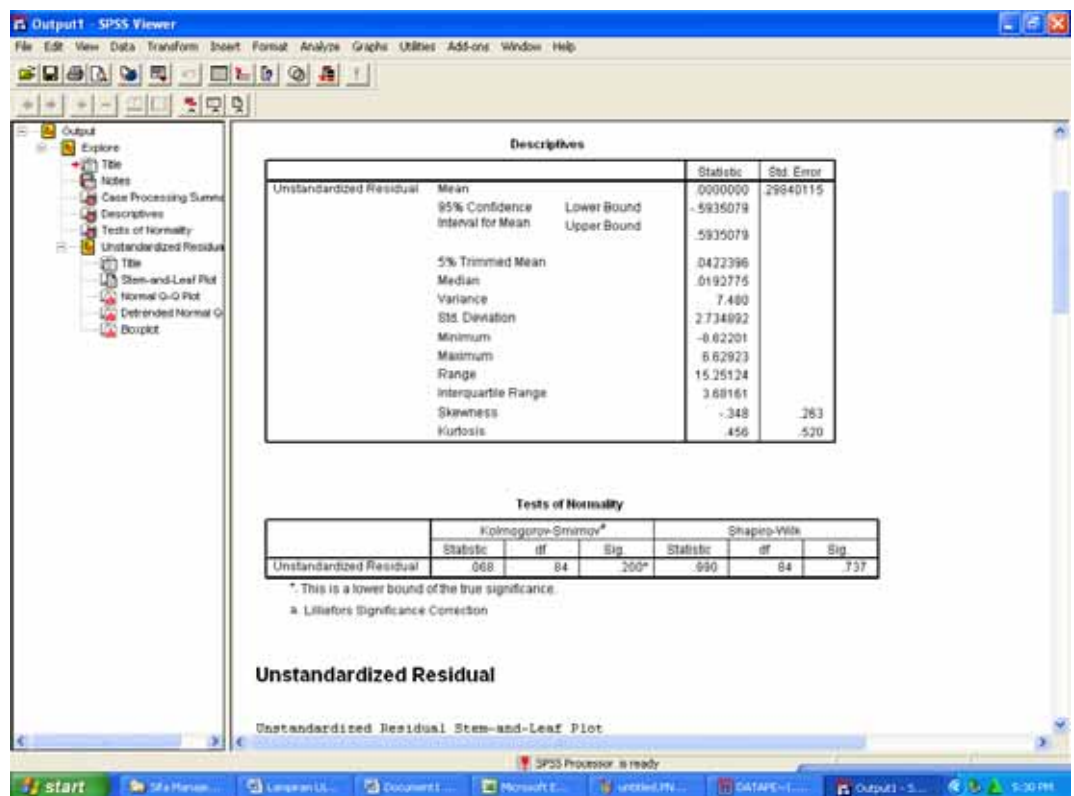 Output1 - SPSS Viewer
File Edit View Data Transform Insert Format Analyze Graphs Utilities Add-ons Window Help
Output
Explore
Title
Notes
Case Processing Summa
Descriptives
Tests of Normality
Unstandardized Residua
Title
Stem-and-Leaf Plot
Normal Q-Q Plot
Detrended Normal Q
Boxplot
Descriptives
Statistic Std. Error
Unstandardized Residual Mean .0000000 .29840115
95% Confidence Lower Bound -.5935079
Interval for Mean Upper Bound .5935079
5% Trimmed Mean .0422396
Median .0192775
Variance 7.480
Std. Deviation 2.734892
Minimum -8.62201
Maximum 6.62923
Range 15.25124
Interquartile Range 3.68161
Skewness -.348 .263
Kurtosis .456 .520
Tests of Normality
Kolmogorov-Smirnov a Shapiro-Wilk
Statistic df Sig. Statistic df Sig.
Unstandardized Residual .068 84 .200* .990 84 .737
*. This is a lower bound of the true significance.
a. Lilliefors Significance Correction
Unstandardized Residual
Unstandardized Residual Stem-and-Leaf Plot
SPSS Processor is ready
start
Document1 ...
Microsoft E...
Output1 - S...
5:30 PM